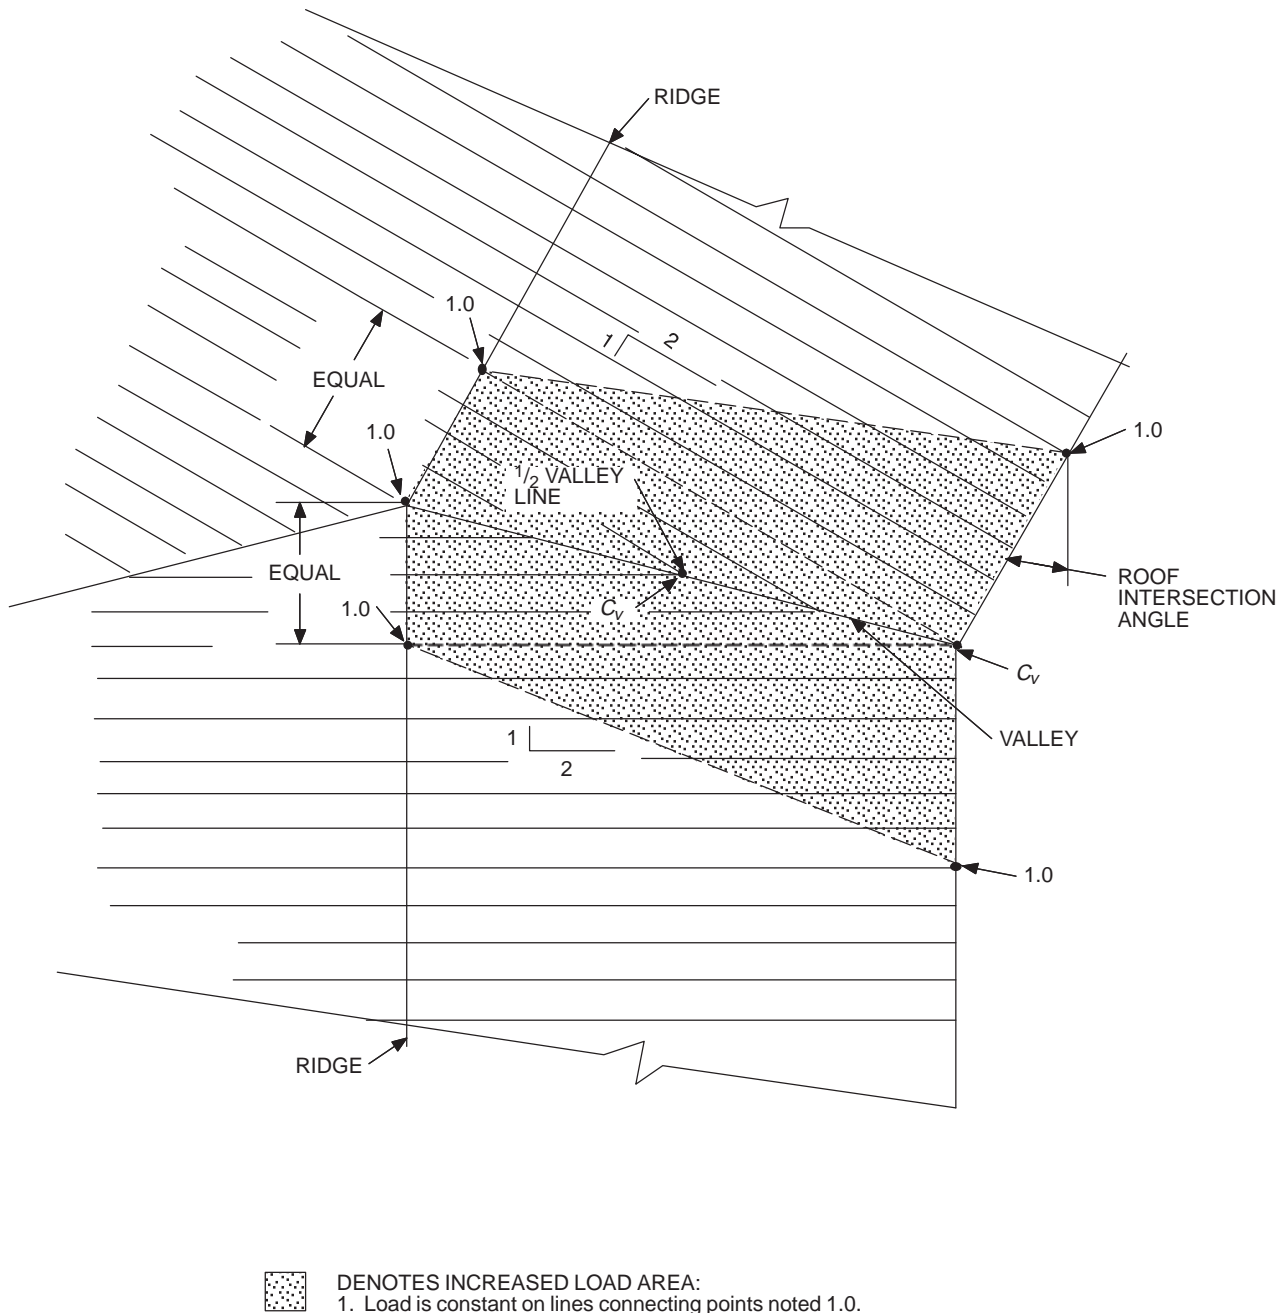 RIDGE
1.0
1
2
EQUAL
1.0
1.0
1/2 VALLEY
LINE
ROOF
INTERSECTION
ANGLE
EQUAL
1.0
Cv
Cv
VALLEY
1
2
1.0
RIDGE
DENOTES INCREASED LOAD AREA:
1. Load is constant on lines connecting points noted 1.0.